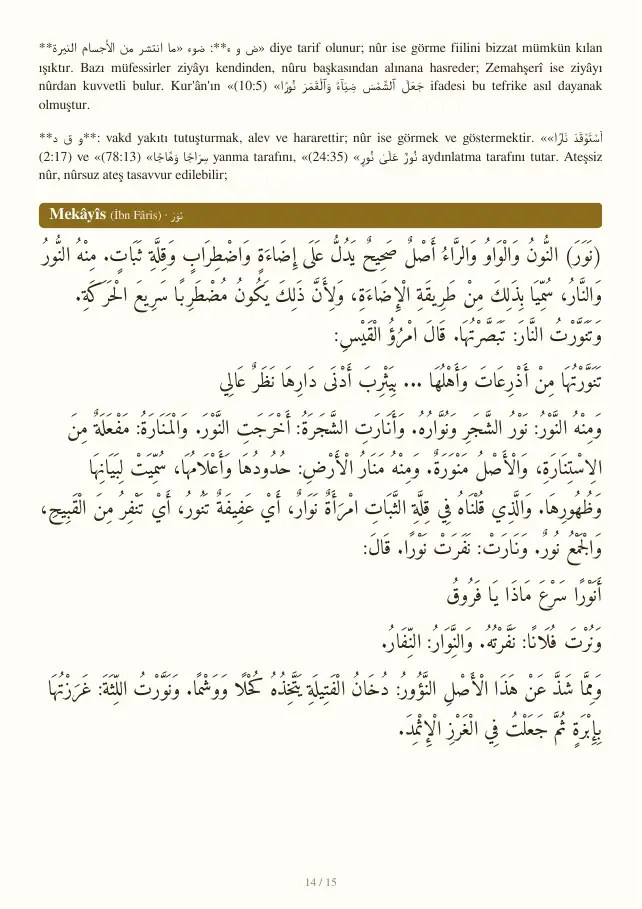 **ض و ء**: ضوء «ما انتشر من الأجسام النيرة» diye tarif olunur; nûr ise görme fiilini bizzat mümkün kılan
ışıktır. Bazı müfessirler ziyâyı kendinden, nûru başkasından alınana hasreder; Zemahşerî ise ziyâyı
nûrdan kuvvetli bulur. Kur'ân'ın «جَعَلَ ٱلشَّمْسَ ضِيَآءً وَٱلْقَمَرَ نُورًا» (10:5) ifadesi bu tefrike asıl dayanak
olmuştur.
**و ق د**: vakd yakıtı tutuşturmak, alev ve hararettir; nûr ise görmek ve göstermektir. «ٱسْتَوْقَدَ نَارًا»
(2:17) ve «سِرَاجًا وَهَّاجًا» (78:13) yanma tarafını, «نُورٌ عَلَىٰ نُورٍ» (24:35) aydınlatma tarafını tutar. Ateşsiz
nûr, nûrsuz ateş tasavvur edilebilir;
Mekâyîs (İbn Fâris) · نَوَرَ
(نَوَرَ) النُّونُ وَالْوَاوُ وَالرَّاءُ أَصْلٌ صَحِيحٌ يَدُلُّ عَلَى إِضَاءَةٍ وَاضْطِرَابٍ وَقِلَّةِ ثَبَاتٍ. مِنْهُ النُّورُ
وَالنَّارُ، سُمِّيَا بِذَلِكَ مِنْ طَرِيقَةِ الْإِضَاءَةِ، وَلِأَنَّ ذَلِكَ يَكُونُ مُضْطَرِبًا سَرِيعَ الْحَرَكَةِ.
وَتَنَوَّرْتُ النَّارَ: تَبَصَّرْتُهَا. قَالَ امْرُؤُ الْقَيْسِ:
تَنَوَّرْتُهَا مِنْ أَذْرِعَاتَ وَأَهْلُهَا ... بِيَثْرِبَ أَدْنَى دَارِهَا نَظَرٌ عَالِي
وَمِنْهُ النَّوْرُ: نَوْرُ الشَّجَرِ وَنُوَّارُهُ. وَأَنَارَتِ الشَّجَرَةُ: أَخْرَجَتِ النَّوْرَ. وَالْمَنَارَةُ: مَفْعَلَةٌ مِنَ
الِاسْتِنَارَةِ، وَالْأَصْلُ مَنْوَرَةٌ. وَمِنْهُ مَنَارُ الْأَرْضِ: حُدُودُهَا وَأَعْلَامُهَا، سُمِّيَتْ لِبَيَانِهَا
وَظُهُورِهَا. وَالَّذِي قُلْنَاهُ فِي قِلَّةِ الثَّبَاتِ امْرَأَةٌ نَوَارٌ، أَيْ عَفِيفَةٌ تَنُورُ، أَيْ تَنْفِرُ مِنَ الْقَبِيحِ،
وَالْجَمْعُ نُورٌ. وَنَارَتْ: نَفَرَتْ نَوْرًا. قَالَ:
أَنَوْرًا سَرْعَ مَاذَا يَا فَرُوقُ
وَنُرْتَ فُلَانًا: نَفَّرْتُهُ. وَالنَّوَارُ: النِّفَارُ.
وَمِمَّا شَذَّ عَنْ هَذَا الْأَصْلِ النَّؤُورُ: دُخَانُ الْفَتِيلَةِ يَتَّخِذُهُ كُحْلًا وَوَشْمًا. وَنَوَّرْتُ اللِّثَةَ: غَرَزْتُهَا
بِإِبْرَةٍ ثُمَّ جَعَلْتُ فِي الْغَرْزِ الْإِثْمِدَ.
14 / 15